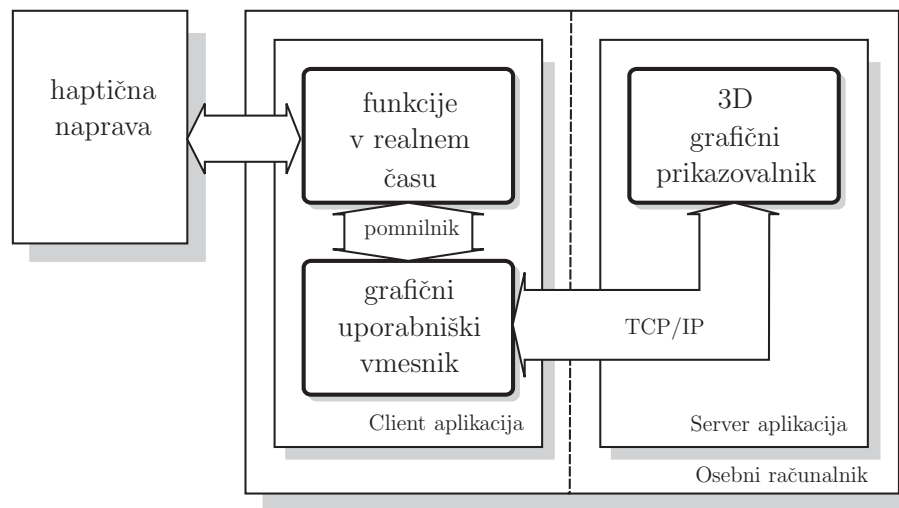 haptična
naprava
funkcije
v realnem
času
pomnilnik
grafični
uporabniški
vmesnik
Client aplikacija
TCP/IP
3D
grafični
prikazovalnik
Server aplikacija
Osebni računalnik